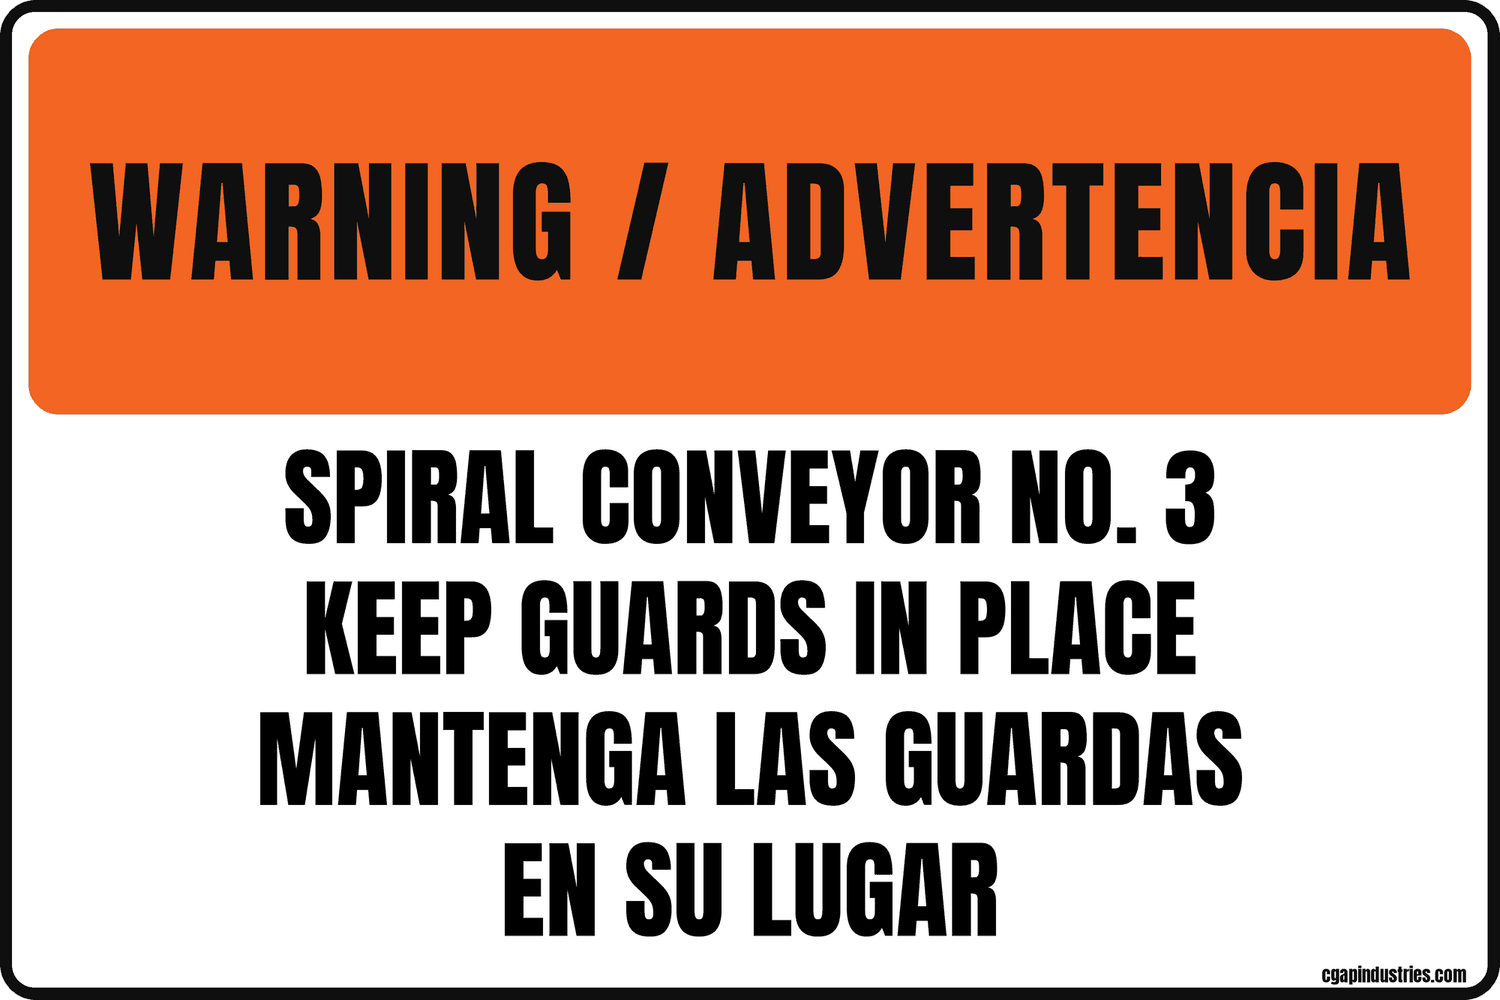 WARNING / ADVERTENCIA
SPIRAL CONVEYOR NO. 3
KEEP GUARDS IN PLACE
MANTENGA LAS GUARDAS
EN SU LUGAR
cgapindustries.com